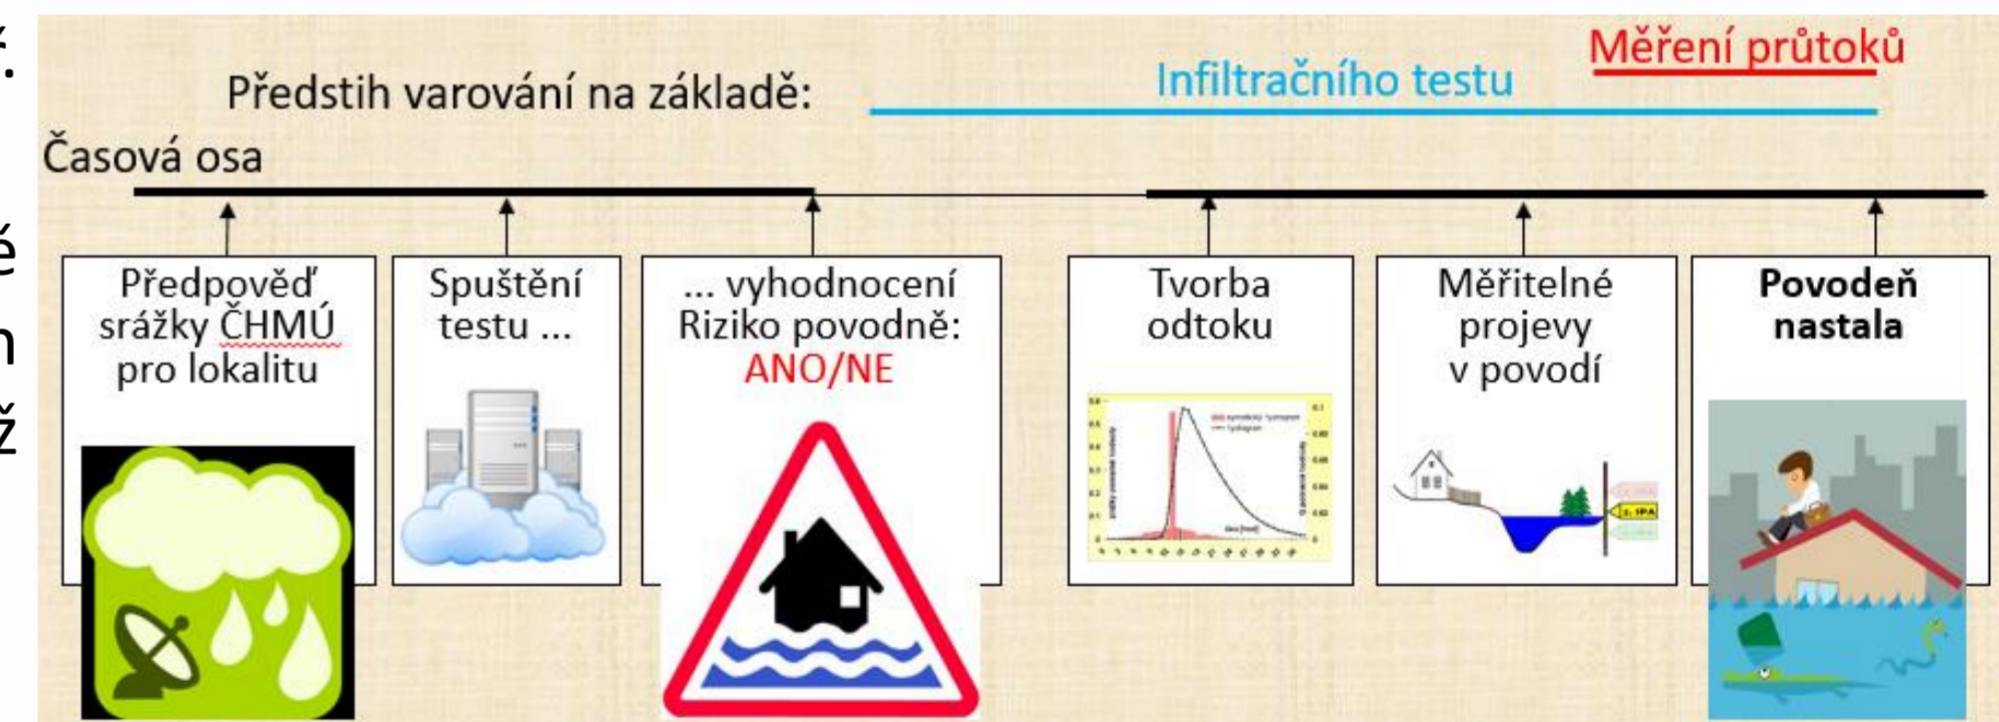 Měření průtoků
Předstih varování na základě:
Infiltračního testu
Časová osa
Předpověď
srážky ČHMÚ
pro lokalitu
Spuštění
testu ...
... vyhodnocení
Riziko povodně:
ANO/NE
Tvorba
odtoku
Měřitelné
projevy
v povodí
Povodeň
nastala